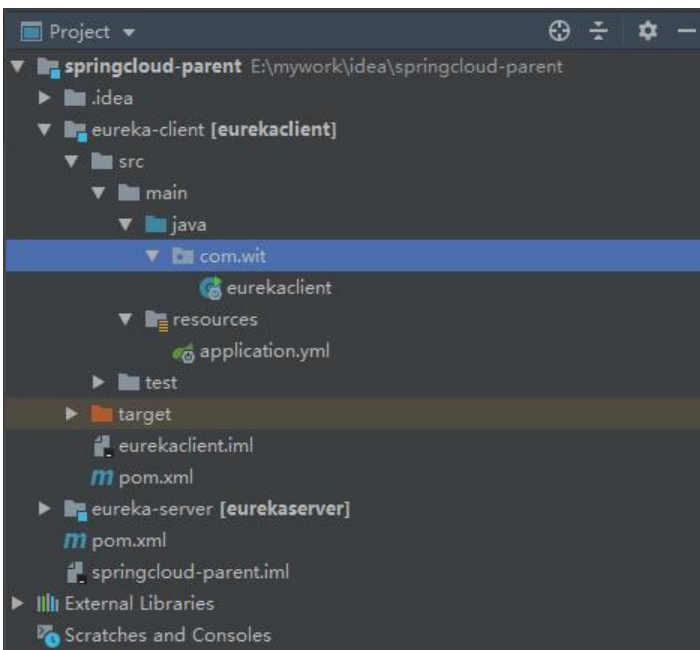 Project
springcloud-parent E:\mywork\idea\springcloud-parent
.idea
eureka-client [eurekaclient]
src
main
java
com.wit
eurekaclient
resources
application.yml
test
target
eurekaclient.iml
pom.xml
eureka-server [eurekaserver]
pom.xml
springcloud-parent.iml
External Libraries
Scratches and Consoles